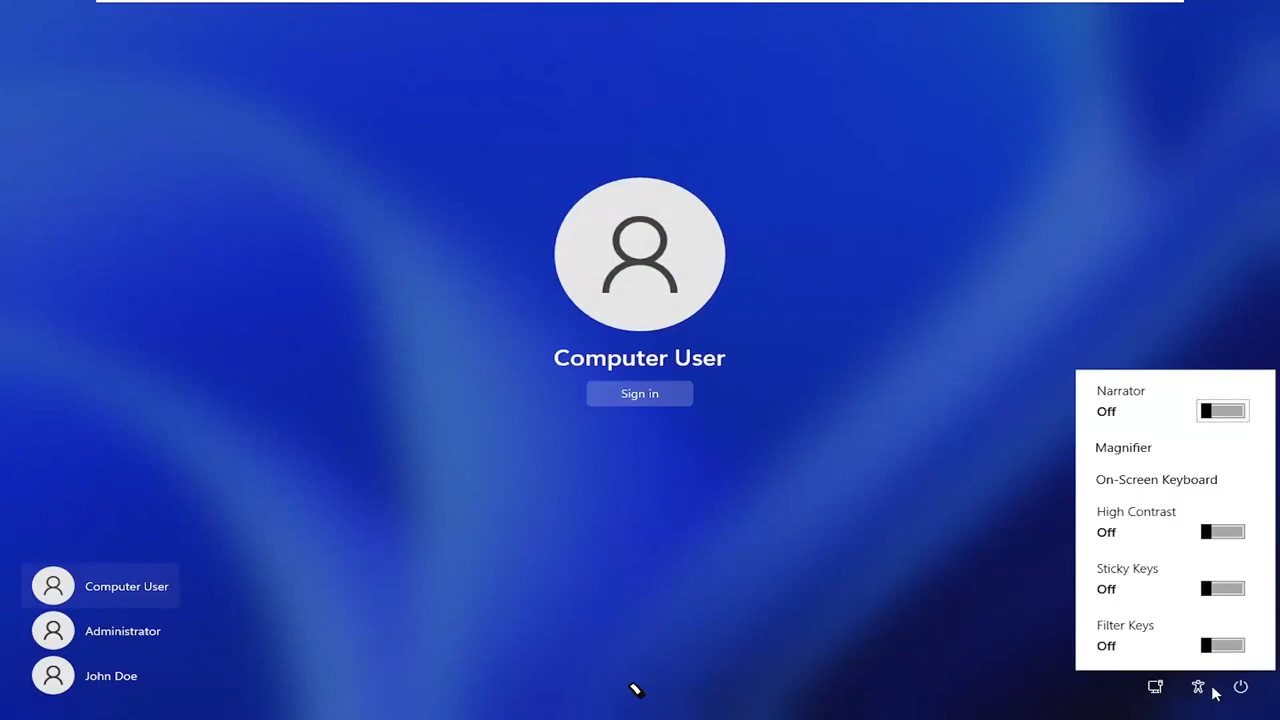 Computer User
Sign in
Narrator
Off
Magnifier
On-Screen Keyboard
High Contrast
Off
Sticky Keys
Off
Filter Keys
Off
Computer User
Administrator
John Doe